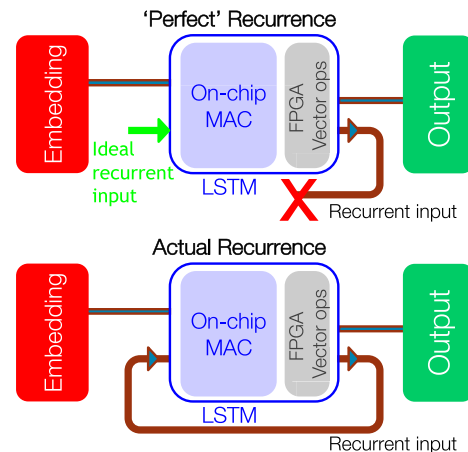 'Perfect' Recurrence
Embedding
On-chip
MAC
FPGA
Vector ops
Output
Ideal
recurrent
input
LSTM
X
Recurrent input
Actual Recurrence
Embedding
On-chip
MAC
FPGA
Vector ops
Output
LSTM
Recurrent input